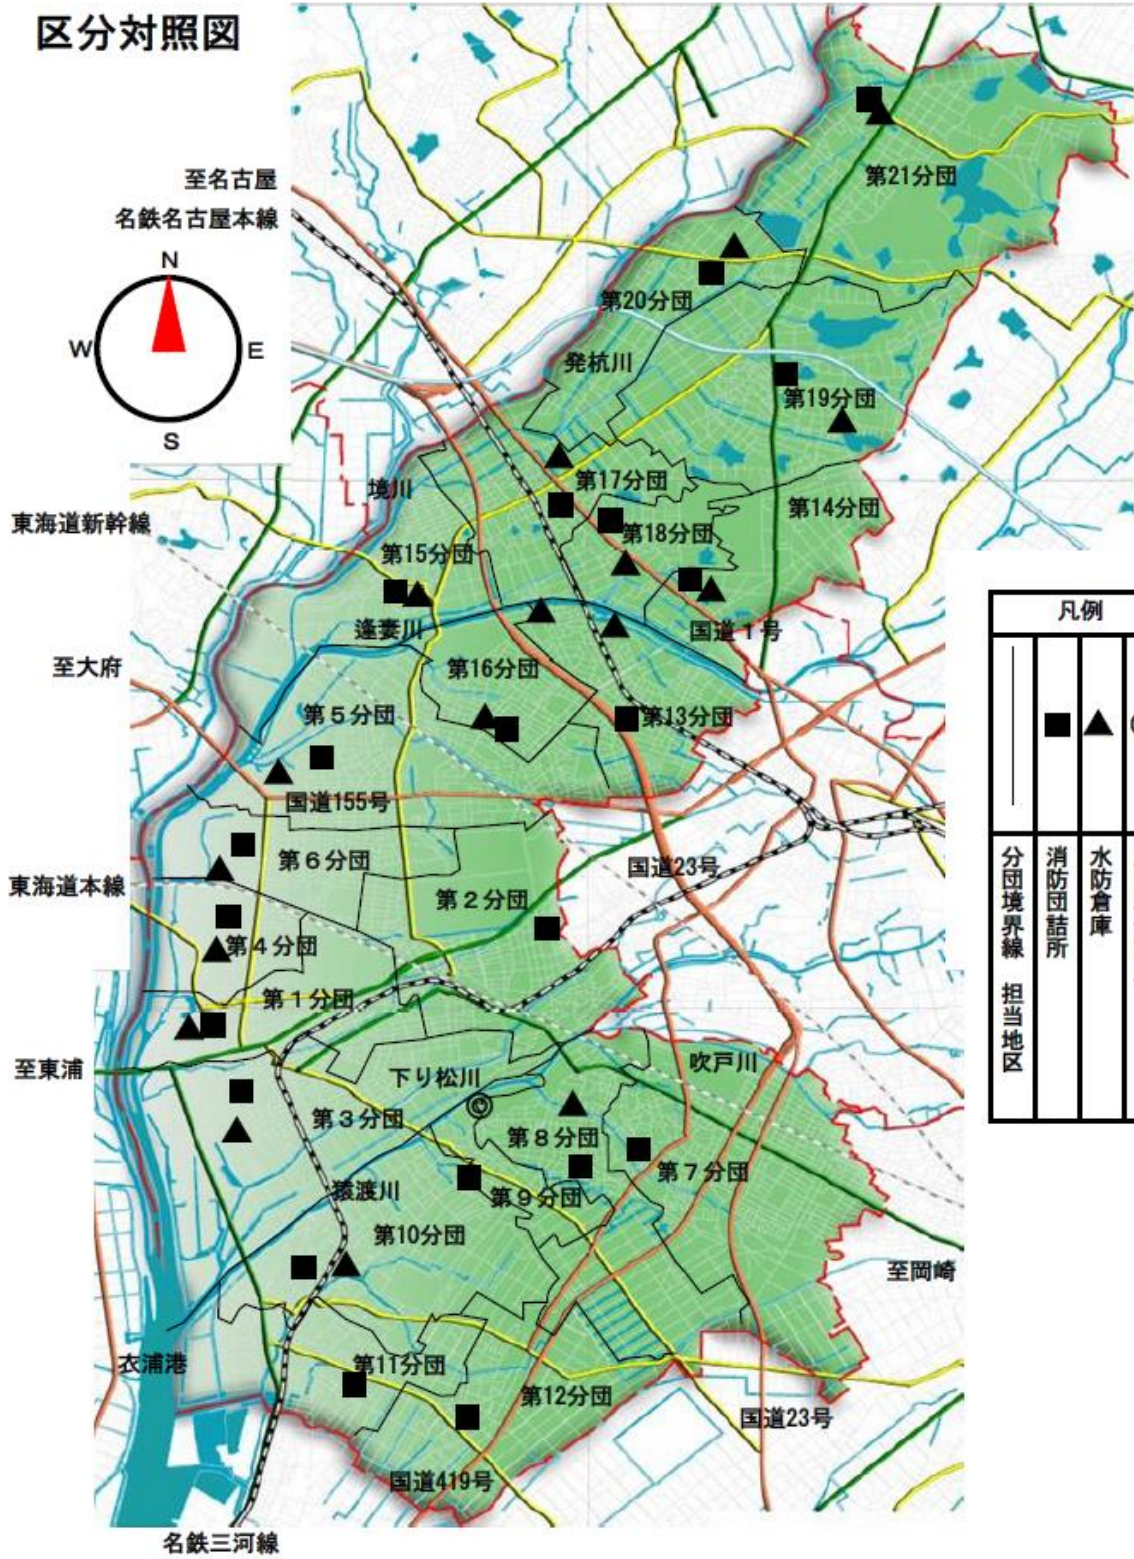 区分対照図
至名古屋
名鉄名古屋本線
N
W
E
S
第21分団
第20分団
発杭川
第19分団
第17分団
境川
第14分団
東海道新幹線
第18分団
第15分団
逢妻川
国道1号
凡例
至大府
第16分団
第5分団
第13分団
国道155号
第6分団
国道23号
東海道本線
第2分団
第4分団
第1分団
分団境界線 担当地区
消防団詰所
水防倉庫
至東浦
吹戸川
下り松川
第3分団
第8分団
第7分団
猿渡川
第9分団
第10分団
至岡崎
衣浦港
第11分団
第12分団
国道23号
国道419号
名鉄三河線